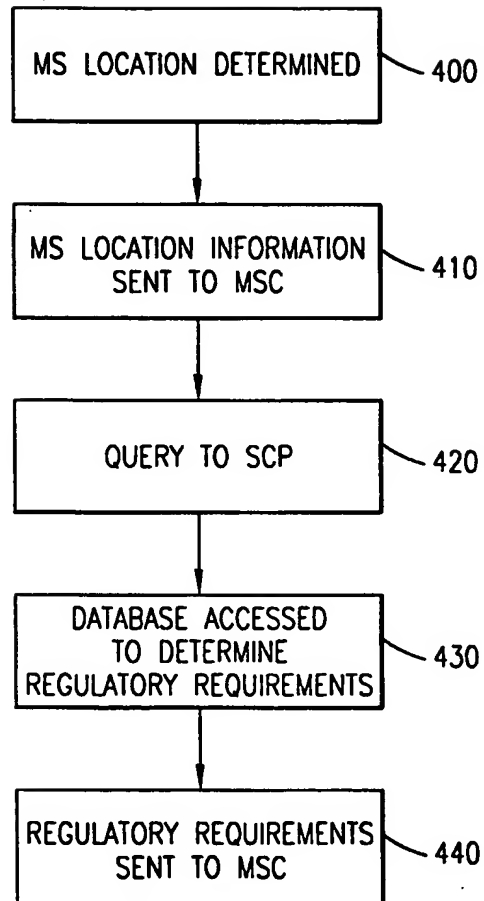 MS LOCATION DETERMINED
400
MS LOCATION INFORMATION
SENT TO MSC
410
QUERY TO SCP
420
DATABASE ACCESSED
TO DETERMINE
REGULATORY REQUIREMENTS
430
REGULATORY REQUIREMENTS
SENT TO MSC
440